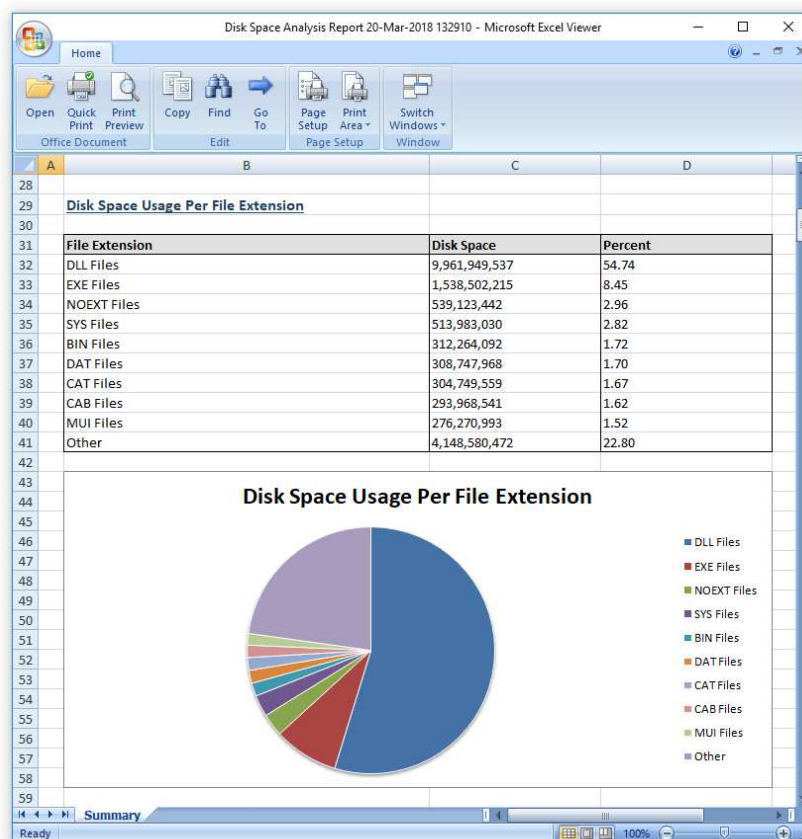 Disk Space Analysis Report 20-Mar-2018 132910 - Microsoft Excel Viewer
Home
Open Quick Print Print Preview Copy Find Go To Page Setup Print Area Switch Windows
Office Document Edit Page Setup Window
A B C D
28
29 Disk Space Usage Per File Extension
30
31 File Extension Disk Space Percent
32 DLL Files 9,961,949,537 54.74
33 EXE Files 1,538,502,215 8.45
34 NOEXT Files 539,123,442 2.96
35 SYS Files 513,983,030 2.82
36 BIN Files 312,264,092 1.72
37 DAT Files 308,747,968 1.70
38 CAT Files 304,749,559 1.67
39 CAB Files 293,968,541 1.62
40 MUI Files 276,270,993 1.52
41 Other 4,148,580,472 22.80
42
43
44 Disk Space Usage Per File Extension
45
46 DLL Files
47 EXE Files
48 NOEXT Files
49
50 SYS Files
51 BIN Files
52 DAT Files
53 CAT Files
54
55 CAB Files
56 MUI Files
57 Other
58
59
Summary
Ready 100%